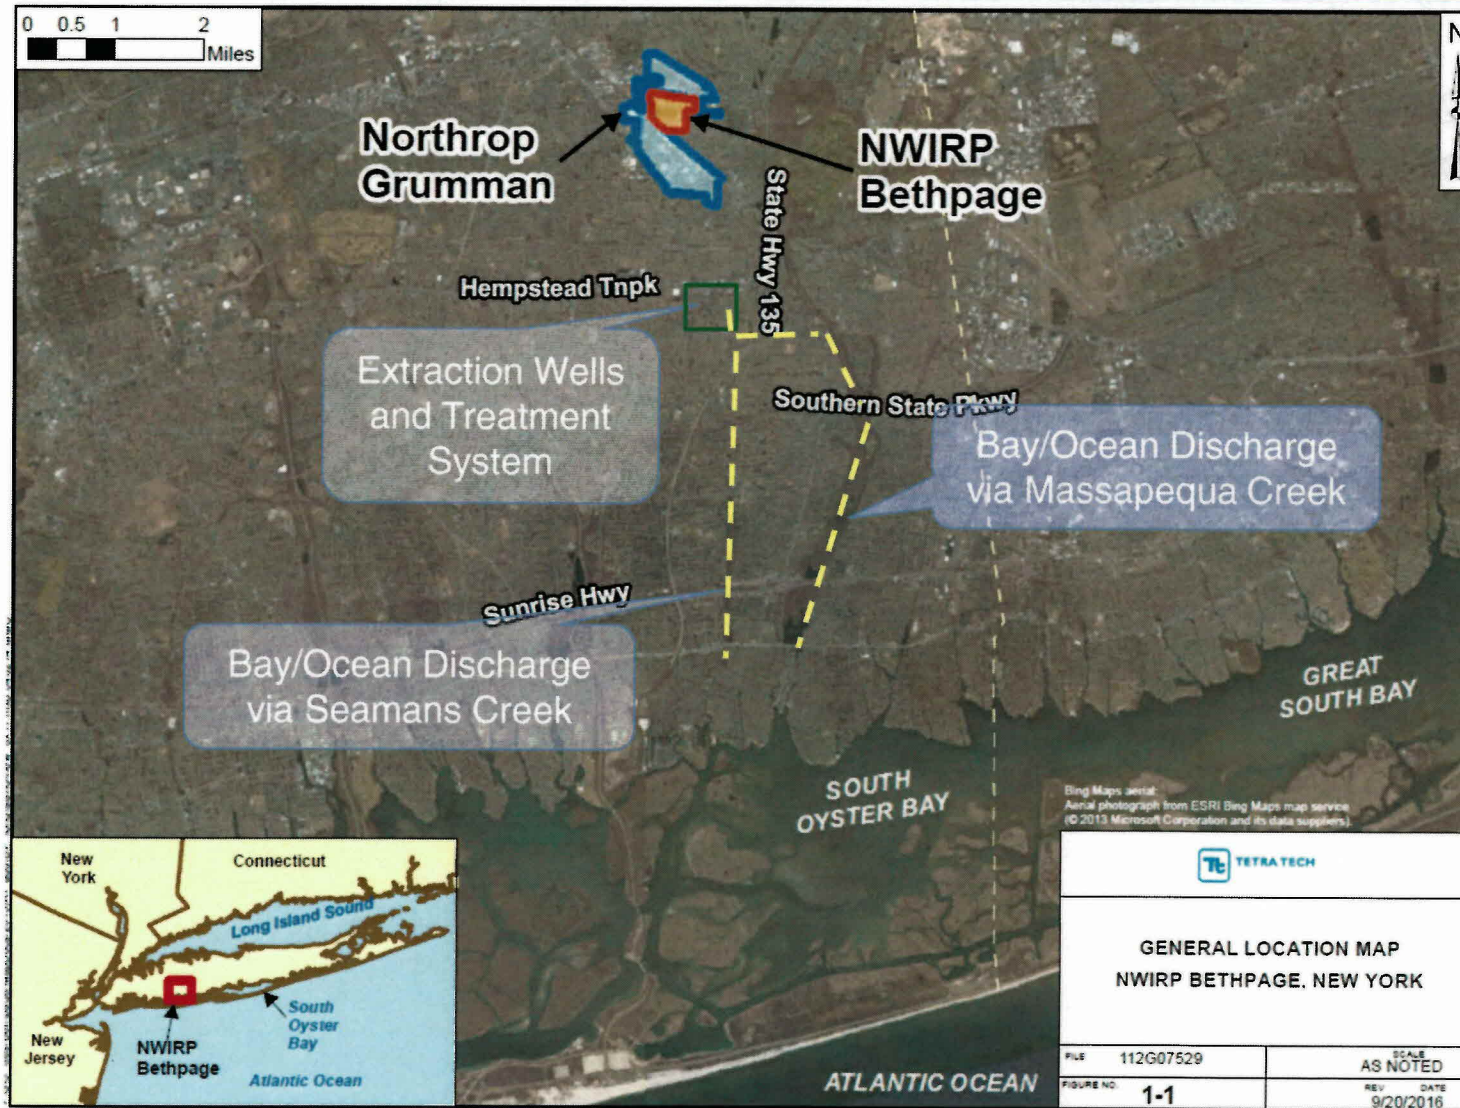 0 0.5 1 2
Miles
N
Northrop
Grumman
NWIRP
Bethpage
State Hwy 135
Hempstead Tnpk
Extraction Wells
and Treatment
System
Southern State Pkwy
Bay/Ocean Discharge
via Massapequa Creek
Sunrise Hwy
Bay/Ocean Discharge
via Seamans Creek
GREAT
SOUTH BAY
SOUTH
OYSTER BAY
Bing Maps aerial:
Aerial photograph from ESRI Bing Maps map service
(© 2013 Microsoft Corporation and its data suppliers).
New
York
Connecticut
Long Island Sound
South
Oyster
Bay
New
Jersey
NWIRP
Bethpage
Atlantic Ocean
ATLANTIC OCEAN
Tt TETRA TECH
GENERAL LOCATION MAP
NWIRP BETHPAGE, NEW YORK
FILE 112G07529
SCALE
AS NOTED
FIGURE NO. 1-1
REV DATE
9/20/2016